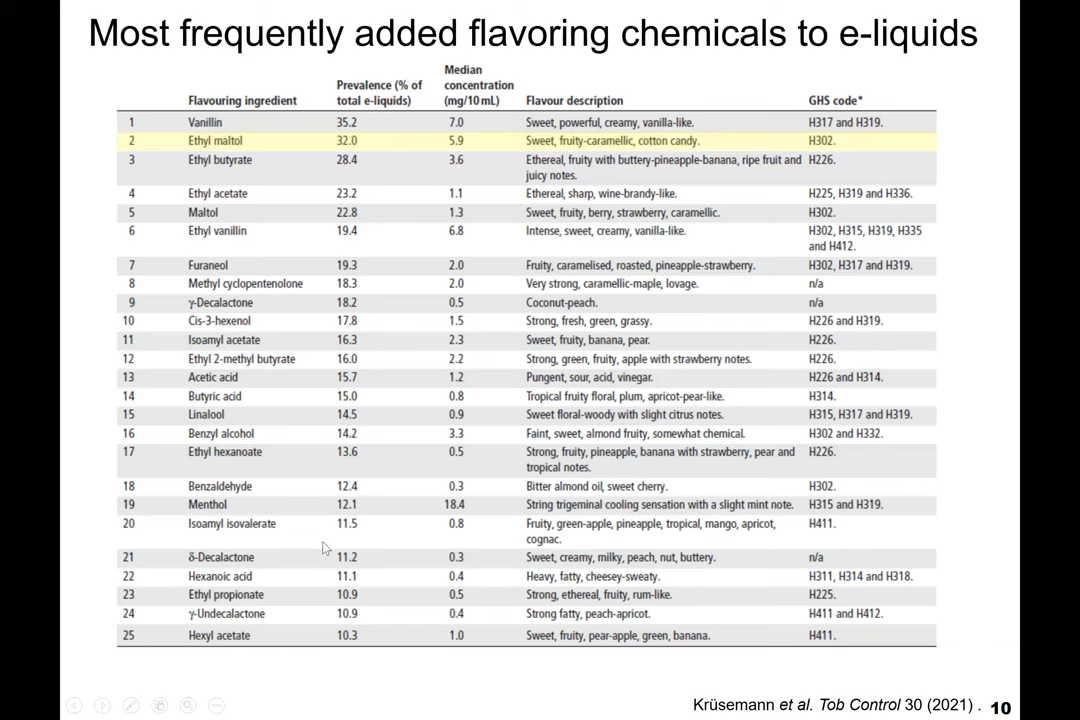 Most frequently added flavoring chemicals to e-liquids
Flavouring ingredient Prevalence (% of total e-liquids) Median concentration (mg/10 mL) Flavour description GHS code*
1 Vanillin 35.2 7.0 Sweet, powerful, creamy, vanilla-like. H317 and H319.
2 Ethyl maltol 32.0 5.9 Sweet, fruity-caramellic, cotton candy. H302.
3 Ethyl butyrate 28.4 3.6 Ethereal, fruity with buttery-pineapple-banana, ripe fruit and juicy notes. H226.
4 Ethyl acetate 23.2 1.1 Ethereal, sharp, wine-brandy-like. H225, H319 and H336.
5 Maltol 22.8 1.3 Sweet, fruity, berry, strawberry, caramellic. H302.
6 Ethyl vanillin 19.4 6.8 Intense, sweet, creamy, vanilla-like. H302, H315, H319, H335 and H412.
7 Furaneol 19.3 2.0 Fruity, caramelised, roasted, pineapple-strawberry. H302, H317 and H319.
8 Methyl cyclopentenolone 18.3 2.0 Very strong, caramellic-maple, lovage. n/a
9 γ-Decalactone 18.2 0.5 Coconut-peach. n/a
10 Cis-3-hexenol 17.8 1.5 Strong, fresh, green, grassy. H226 and H319.
11 Isoamyl acetate 16.3 2.3 Sweet, fruity, banana, pear. H226.
12 Ethyl 2-methyl butyrate 16.0 2.2 Strong, green, fruity, apple with strawberry notes. H226.
13 Acetic acid 15.7 1.2 Pungent, sour, acid, vinegar. H226 and H314.
14 Butyric acid 15.0 0.8 Tropical fruity floral, plum, apricot-pear-like. H314.
15 Linalool 14.5 0.9 Sweet floral-woody with slight citrus notes. H315, H317 and H319.
16 Benzyl alcohol 14.2 3.3 Faint, sweet, almond fruity, somewhat chemical. H302 and H332.
17 Ethyl hexanoate 13.6 0.5 Strong, fruity, pineapple, banana with strawberry, pear and tropical notes. H226.
18 Benzaldehyde 12.4 0.3 Bitter almond oil, sweet cherry. H302.
19 Menthol 12.1 18.4 String trigeminal cooling sensation with a slight mint note. H315 and H319.
20 Isoamyl isovalerate 11.5 0.8 Fruity, green-apple, pineapple, tropical, mango, apricot, cognac. H411.
21 δ-Decalactone 11.2 0.3 Sweet, creamy, milky, peach, nut, buttery. n/a
22 Hexanoic acid 11.1 0.4 Heavy, fatty, cheesey-sweaty. H311, H314 and H318.
23 Ethyl propionate 10.9 0.5 Strong, ethereal, fruity, rum-like. H225.
24 γ-Undecalactone 10.9 0.4 Strong fatty, peach-apricot. H411 and H412.
25 Hexyl acetate 10.3 1.0 Sweet, fruity, pear-apple, green, banana. H411.
Krüsemann et al. Tob Control 30 (2021) . 10